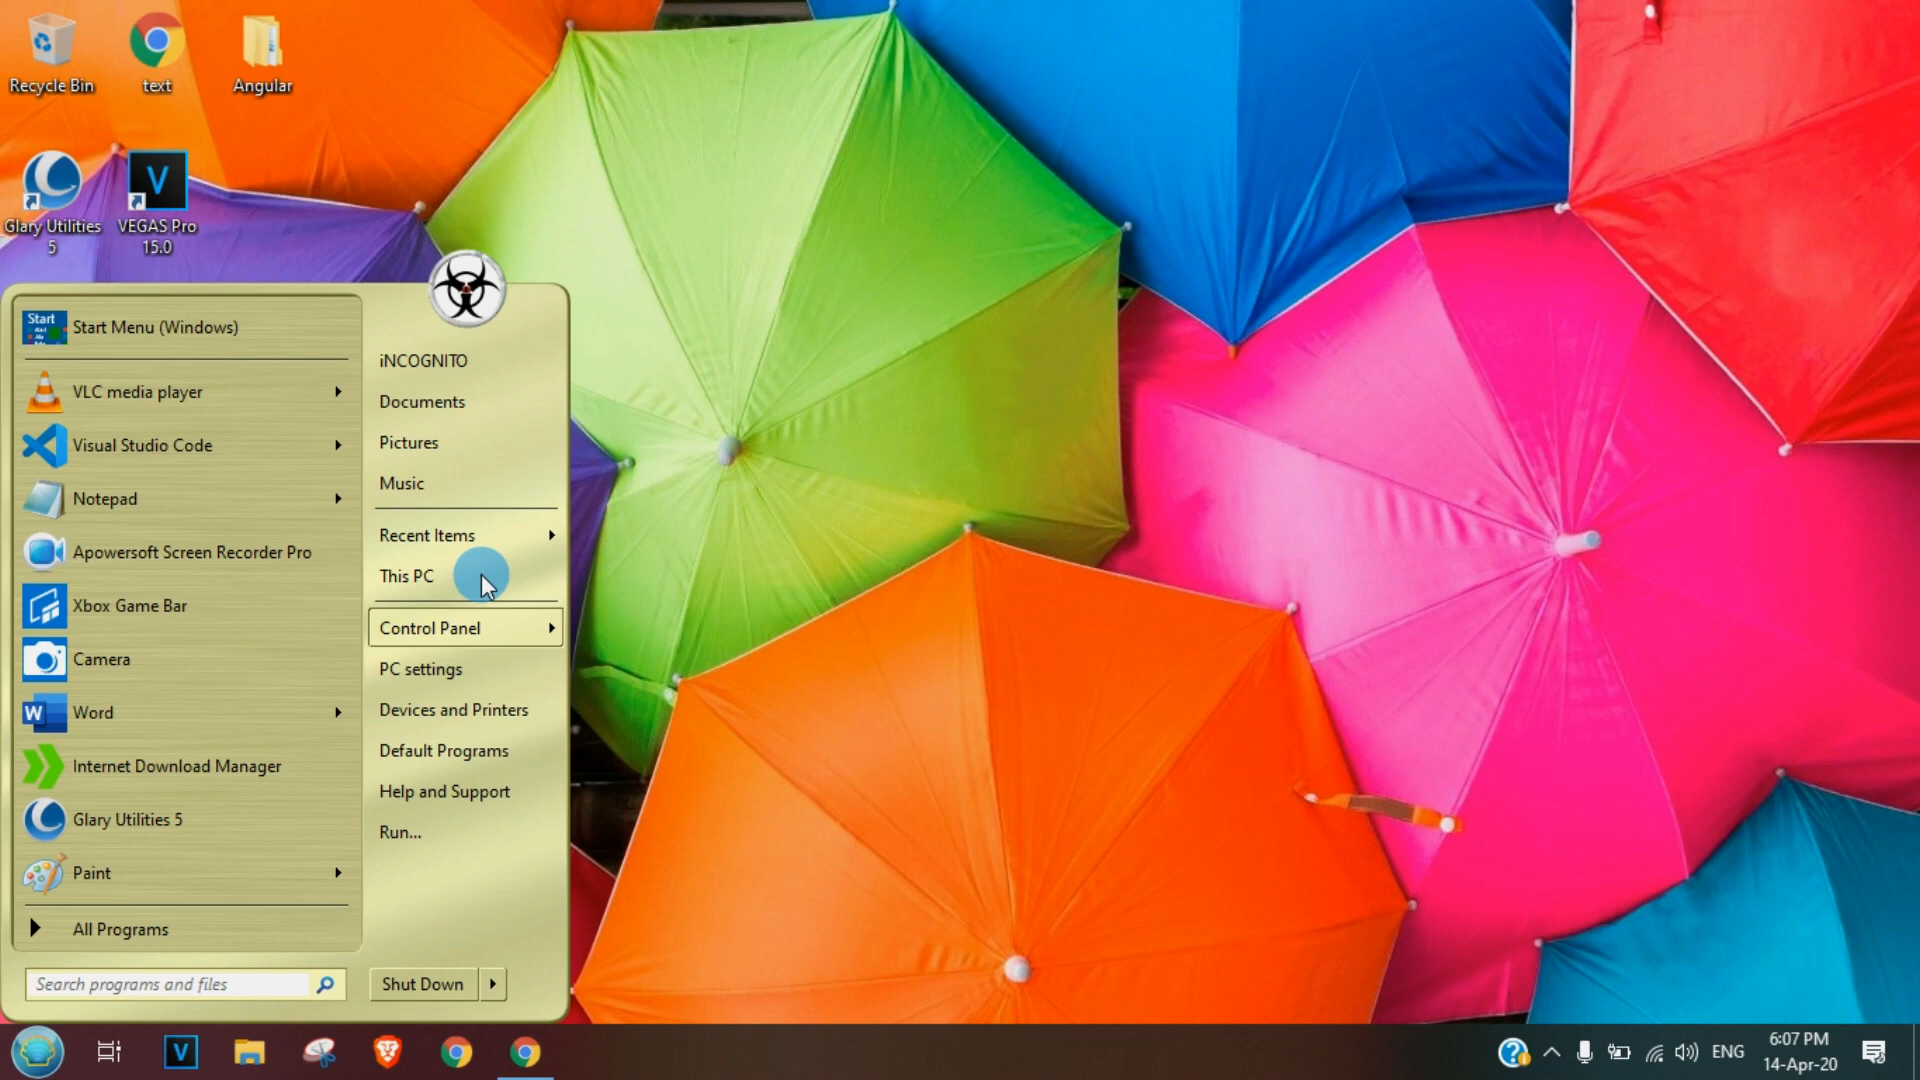 Recycle Bin
text
Angular
Glary Utilities
5
VEGAS Pro
15.0
Start
Start Menu (Windows)
VLC media player
Visual Studio Code
Notepad
Apowersoft Screen Recorder Pro
Xbox Game Bar
Camera
Word
Internet Download Manager
Glary Utilities 5
Paint
All Programs
Search programs and files
iNCOGNITO
Documents
Pictures
Music
Recent Items
This PC
Control Panel
PC settings
Devices and Printers
Default Programs
Help and Support
Run...
Shut Down
ENG
6:07 PM
14-Apr-20